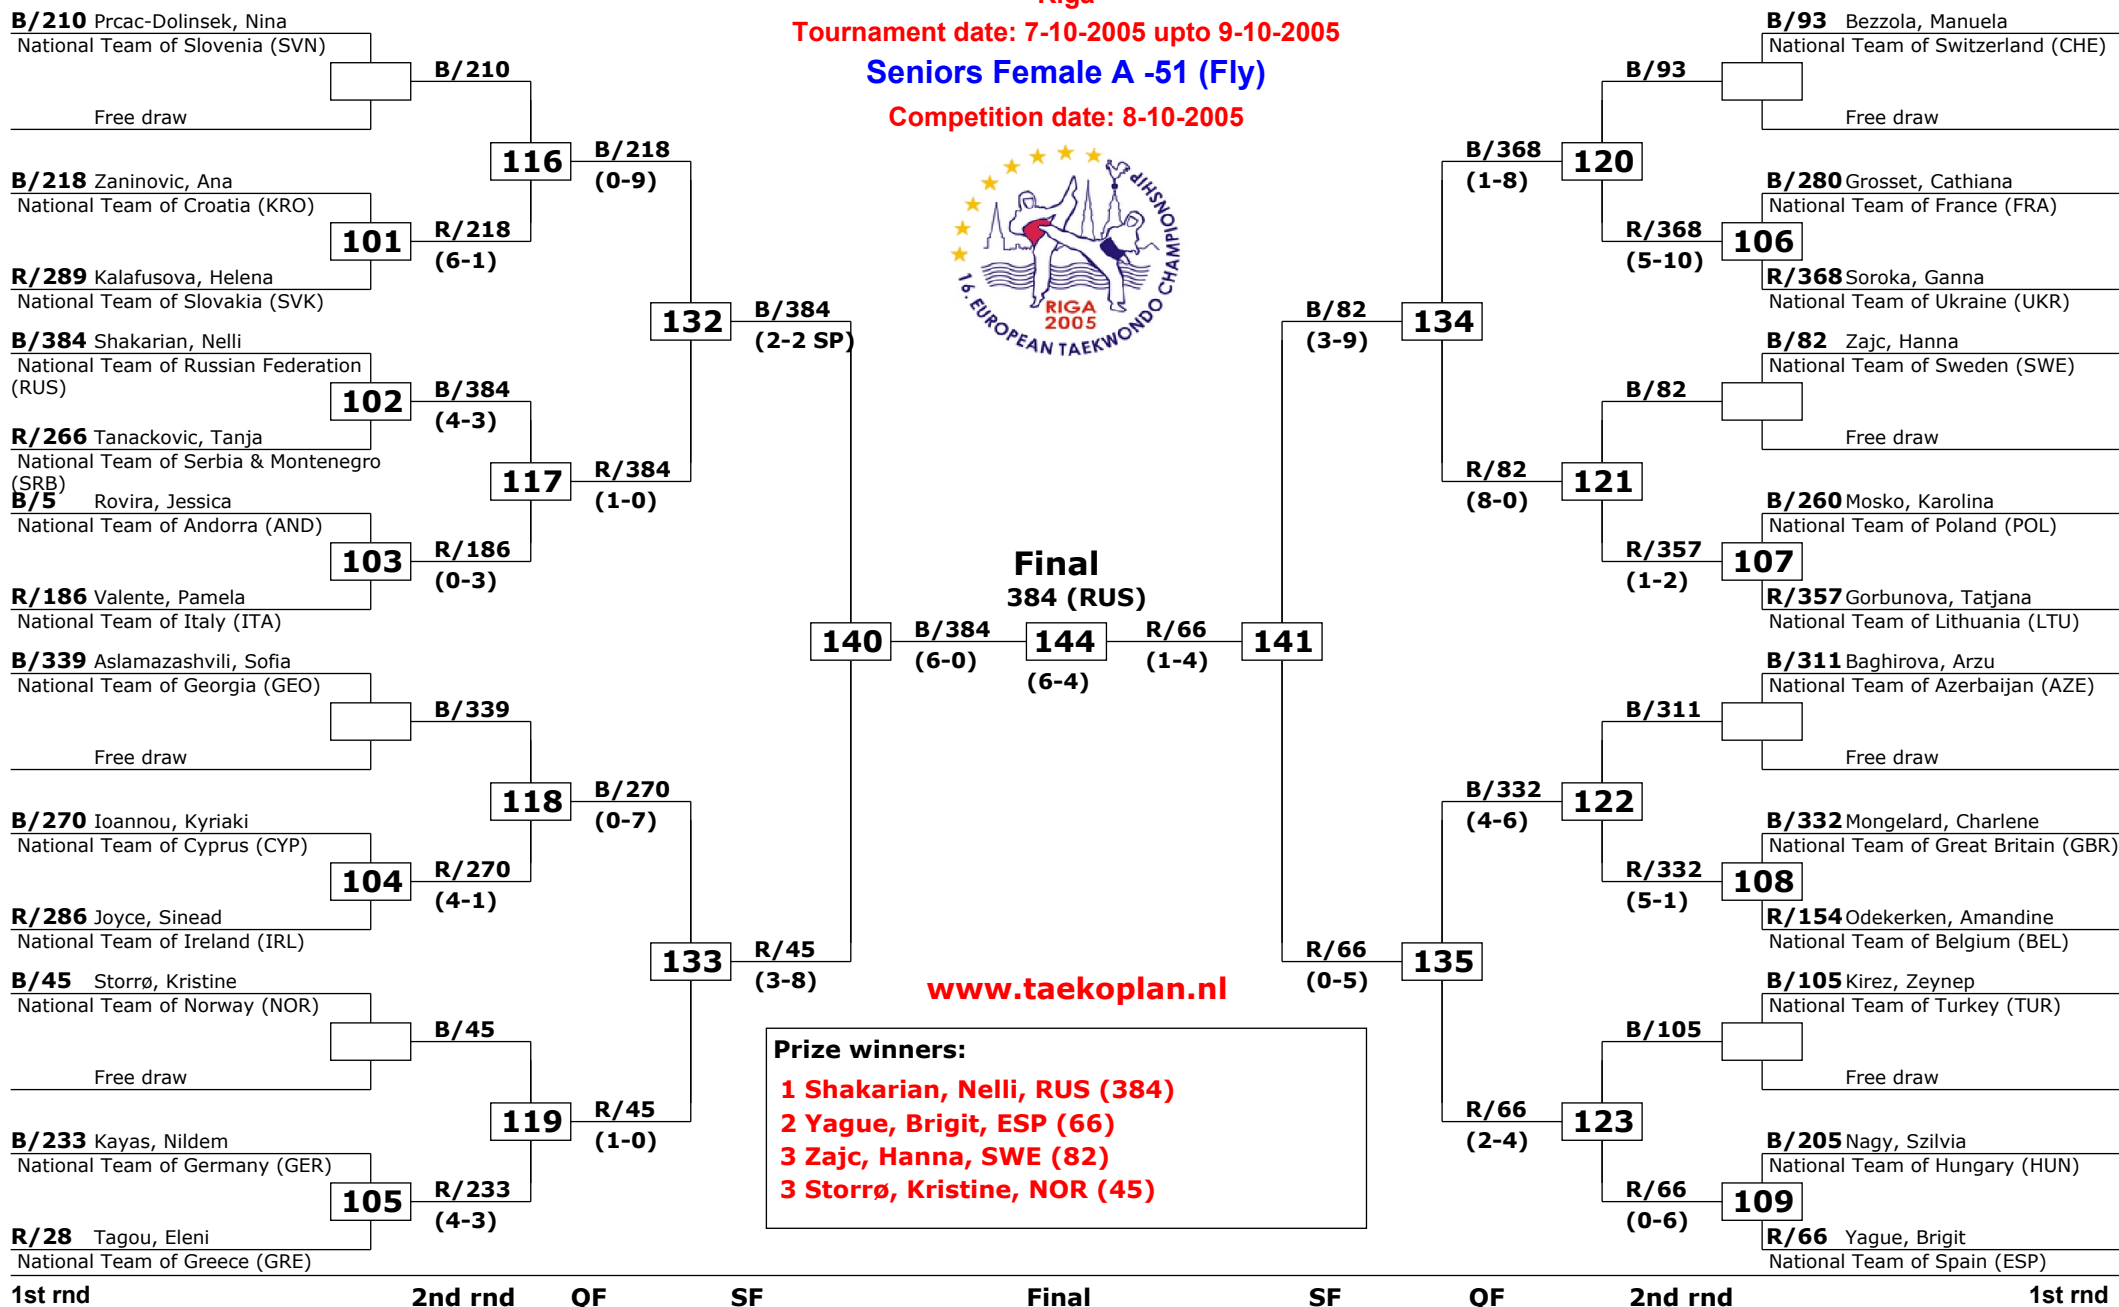 Riga
Tournament date: 7-10-2005 upto 9-10-2005
Seniors Female A -51 (Fly)
Competition date: 8-10-2005
16. EUROPEAN TAEKWONDO CHAMPIONSHIP
RIGA
2005
B/210 Prcac-Dolinsek, Nina
National Team of Slovenia (SVN)
Free draw
B/210
116
B/218 Zaninovic, Ana
National Team of Croatia (KRO)
101
R/218
(6-1)
R/289 Kalafusova, Helena
National Team of Slovakia (SVK)
B/218
(0-9)
132
B/384 Shakarian, Nelli
National Team of Russian Federation
(RUS)
102
B/384
(4-3)
R/266 Tanackovic, Tanja
National Team of Serbia & Montenegro
(SRB)
117
R/384
(1-0)
B/5 Rovira, Jessica
National Team of Andorra (AND)
103
R/186
(0-3)
R/186 Valente, Pamela
National Team of Italy (ITA)
B/384
(2-2 SP)
140
B/339 Aslamazashvili, Sofia
National Team of Georgia (GEO)
Free draw
B/339
118
B/270
(0-7)
B/270 Ioannou, Kyriaki
National Team of Cyprus (CYP)
104
R/270
(4-1)
R/286 Joyce, Sinead
National Team of Ireland (IRL)
133
R/45
(3-8)
B/45 Storrø, Kristine
National Team of Norway (NOR)
Free draw
B/45
119
R/45
(1-0)
B/233 Kayas, Nildem
National Team of Germany (GER)
105
R/233
(4-3)
R/28 Tagou, Eleni
National Team of Greece (GRE)
Final
384 (RUS)
B/384
(6-0)
144
(6-4)
R/66
(1-4)
141
B/93 Bezzola, Manuela
National Team of Switzerland (CHE)
Free draw
B/93
120
B/368
(1-8)
B/280 Grosset, Cathiana
National Team of France (FRA)
106
R/368
(5-10)
R/368 Soroka, Ganna
National Team of Ukraine (UKR)
134
B/82
(3-9)
B/82 Zajc, Hanna
National Team of Sweden (SWE)
Free draw
B/82
121
R/82
(8-0)
B/260 Mosko, Karolina
National Team of Poland (POL)
107
R/357
(1-2)
R/357 Gorbunova, Tatjana
National Team of Lithuania (LTU)
B/311 Baghirova, Arzu
National Team of Azerbaijan (AZE)
Free draw
B/311
122
B/332
(4-6)
B/332 Mongelard, Charlene
National Team of Great Britain (GBR)
108
R/332
(5-1)
R/154 Odekerken, Amandine
National Team of Belgium (BEL)
135
R/66
(0-5)
B/105 Kirez, Zeynep
National Team of Turkey (TUR)
Free draw
B/105
123
R/66
(2-4)
B/205 Nagy, Szilvia
National Team of Hungary (HUN)
109
R/66
(0-6)
R/66 Yague, Brigit
National Team of Spain (ESP)
www.taekoplan.nl
Prize winners:
1 Shakarian, Nelli, RUS (384)
2 Yague, Brigit, ESP (66)
3 Zajc, Hanna, SWE (82)
3 Storrø, Kristine, NOR (45)
1st rnd 2nd rnd QF SF Final SF QF 2nd rnd 1st rnd